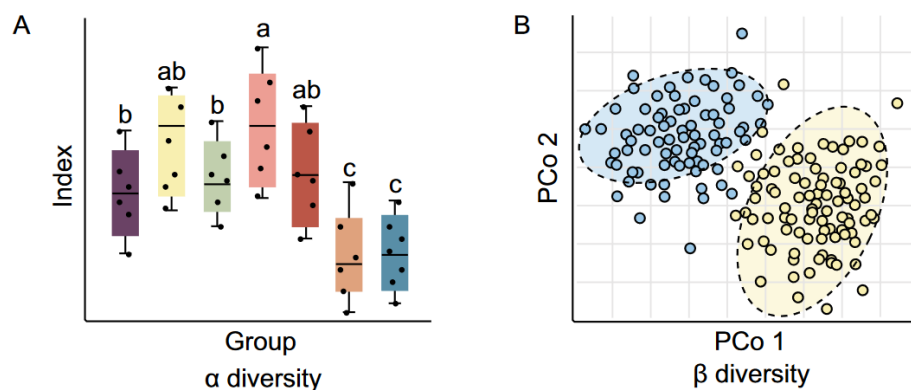 A
B
a
ab
ab
b
b
c
c
Index
PCo 2
Group
PCo 1
α diversity
β diversity